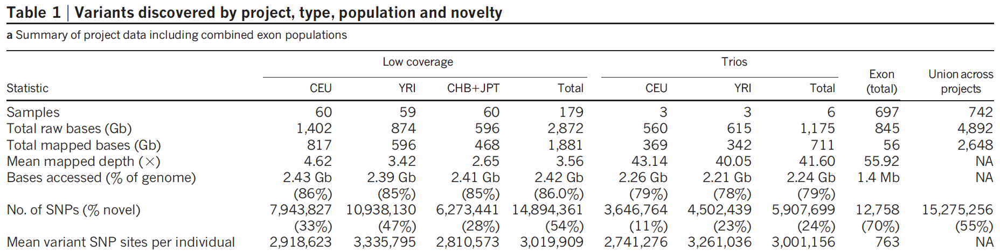 Table 1 | Variants discovered by project, type, population and novelty
a Summary of project data including combined exon populations
Low coverage Trios
Exon Union across
Statistic CEU YRI CHB+JPT Total CEU YRI Total (total) projects
Samples 60 59 60 179 3 3 6 697 742
Total raw bases (Gb) 1,402 874 596 2,872 560 615 1,175 845 4,892
Total mapped bases (Gb) 817 596 468 1,881 369 342 711 56 2,648
Mean mapped depth (×) 4.62 3.42 2.65 3.56 43.14 40.05 41.60 55.92 NA
Bases accessed (% of genome) 2.43 Gb 2.39 Gb 2.41 Gb 2.42 Gb 2.26 Gb 2.21 Gb 2.24 Gb 1.4 Mb NA
(86%) (85%) (85%) (86.0%) (79%) (78%) (79%)
No. of SNPs (% novel) 7,943,827 10,938,130 6,273,441 14,894,361 3,646,764 4,502,439 5,907,699 12,758 15,275,256
(33%) (47%) (28%) (54%) (11%) (23%) (24%) (70%) (55%)
Mean variant SNP sites per individual 2,918,623 3,335,795 2,810,573 3,019,909 2,741,276 3,261,036 3,001,156 763 NA